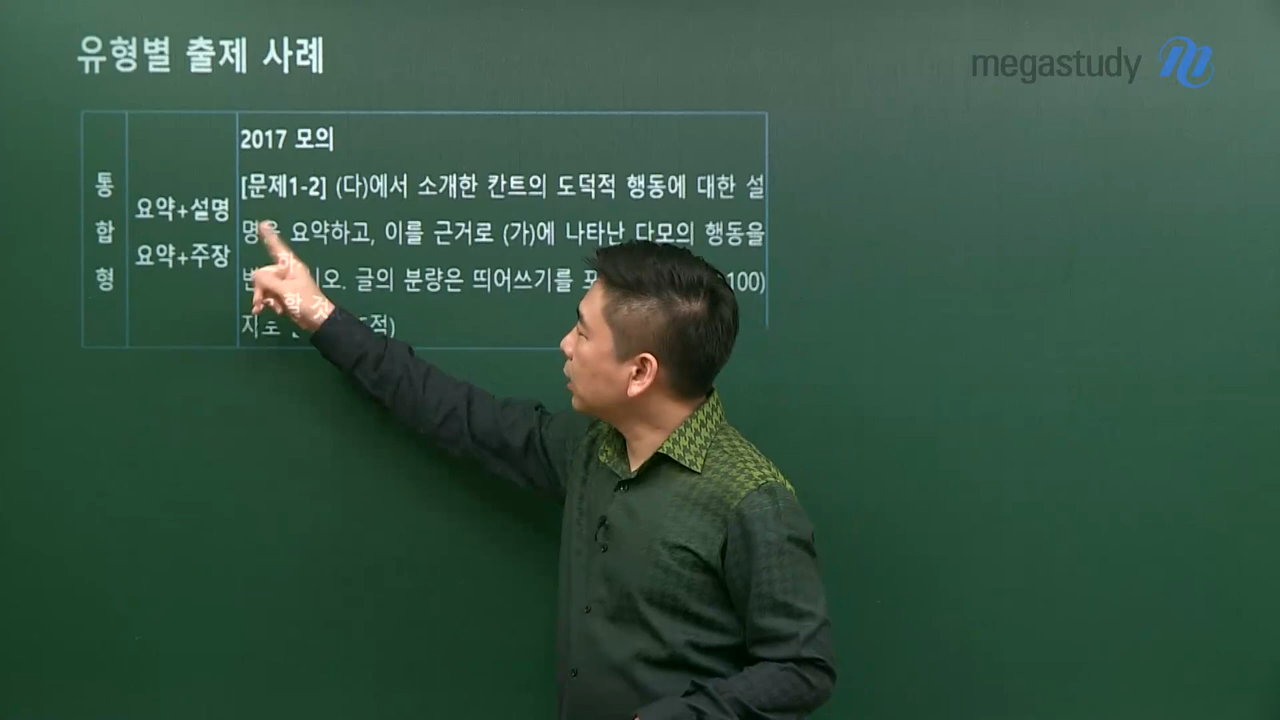 유형별 출제 사례
megastudy
통합형
요약+설명
요약+주장
2017 모의
[문제1-2] (다)에서 소개한 칸트의 도덕적 행동에 대한 설
명을 요약하고, 이를 근거로 (가)에 나타난 다모의 행동을
오. 글의 분량은 띄어쓰기를 100)
할 것